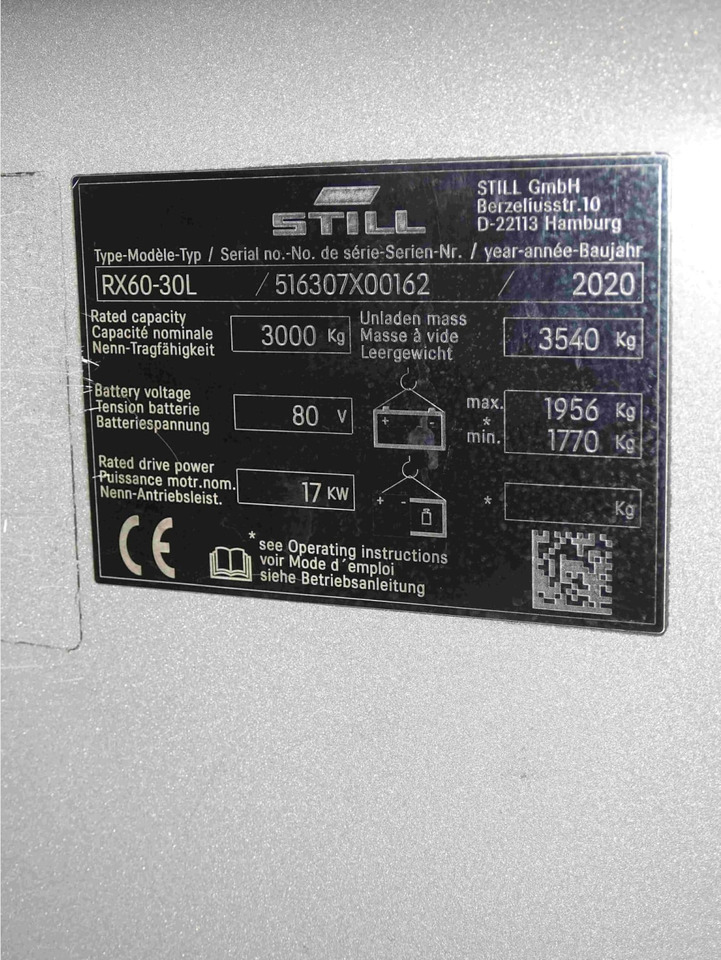 STILL
STILL GmbH
Berzeliusstr.10
D-22113 Hamburg
Type-Modèle-Typ / Serial no.-No. de série-Serien-Nr. / year-année-Baujahr
RX60-30L / 516307X00162 / 2020
Rated capacity
Capacité nominale
Nenn-Tragfähigkeit
3000 Kg
Unladen mass
Masse à vide
Leergewicht
3540 Kg
Battery voltage
Tension batterie
Batteriespannung
80 V
+ -
max.
*
min.
1956 Kg
1770 Kg
Rated drive power
Puissance motr.nom.
Nenn-Antriebsleist.
17 KW
+ -
*
Kg
CE
* see Operating instructions
voir Mode d´emploi
siehe Betriebsanleitung